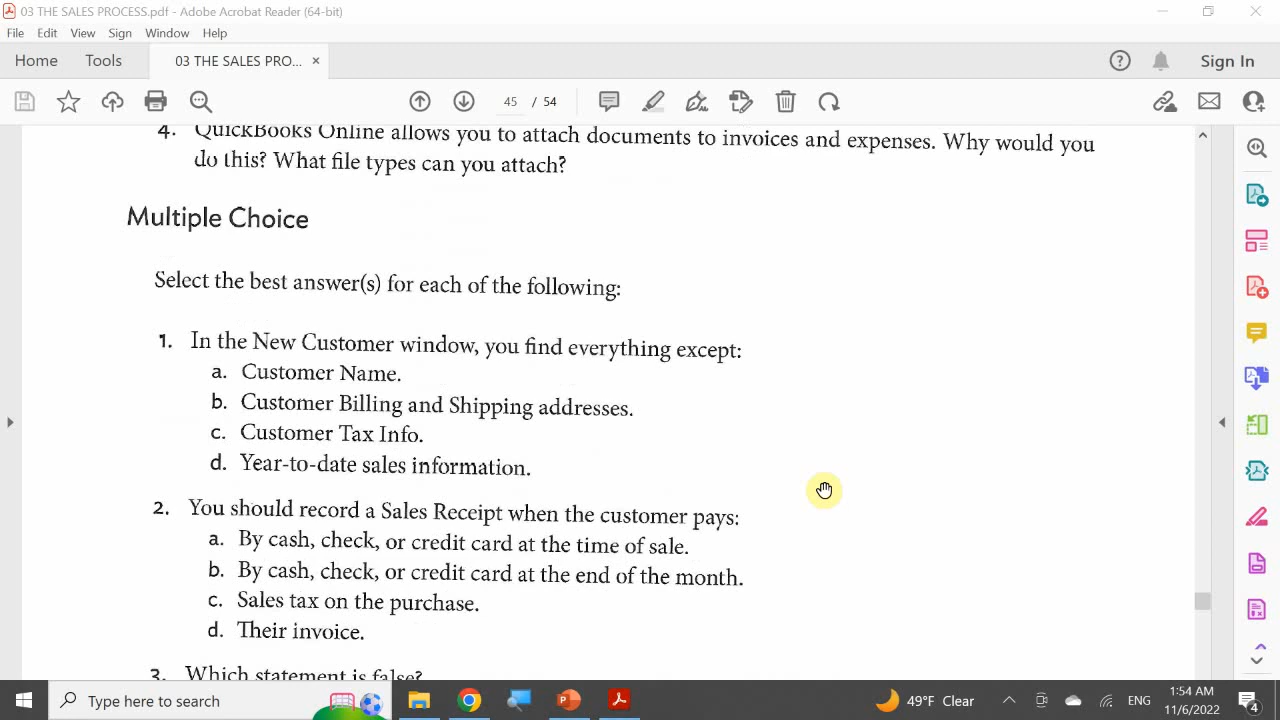 03 THE SALES PROCESS.pdf - Adobe Acrobat Reader (64-bit)
File Edit View Sign Window Help
Home Tools 03 THE SALES PRO... × Sign In
45 / 54
4. QuickBooks Online allows you to attach documents to invoices and expenses. Why would you
do this? What file types can you attach?
Multiple Choice
Select the best answer(s) for each of the following:
1. In the New Customer window, you find everything except:
a. Customer Name.
b. Customer Billing and Shipping addresses.
c. Customer Tax Info.
d. Year-to-date sales information.
2. You should record a Sales Receipt when the customer pays:
a. By cash, check, or credit card at the time of sale.
b. By cash, check, or credit card at the end of the month.
c. Sales tax on the purchase.
d. Their invoice.
3. Which statement is false?
Type here to search
49°F Clear
ENG
1:54 AM
11/6/2022
4